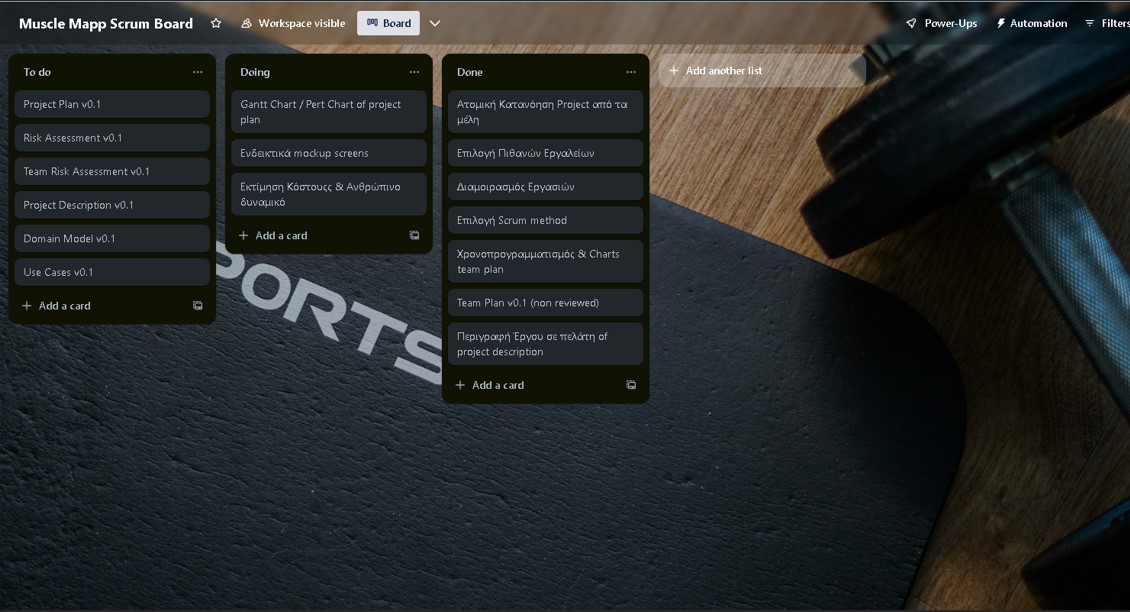 Muscle Mapp Scrum Board
Workspace visible
Board
Power-Ups
Automation
Filters
To do
Project Plan v0.1
Risk Assessment v0.1
Team Risk Assessment v0.1
Project Description v0.1
Domain Model v0.1
Use Cases v0.1
Add a card
Doing
Gantt Chart / Pert Chart of project
plan
Ενδεικτικά mockup screens
Εκτίμηση Κόστουςς & Ανθρώπινο
δυναμικό
Add a card
Done
Ατομική Κατανόηση Project από τα
μέλη
Επιλογή Πιθανών Εργαλείων
Διαμοιρασμός Εργασιών
Επιλογή Scrum method
Χρονοπρογραμματισμός & Charts
team plan
Team Plan v0.1 (non reviewed)
Περιγραφή Έργου σε πελάτη of
project description
Add a card
Add another list
PORTS